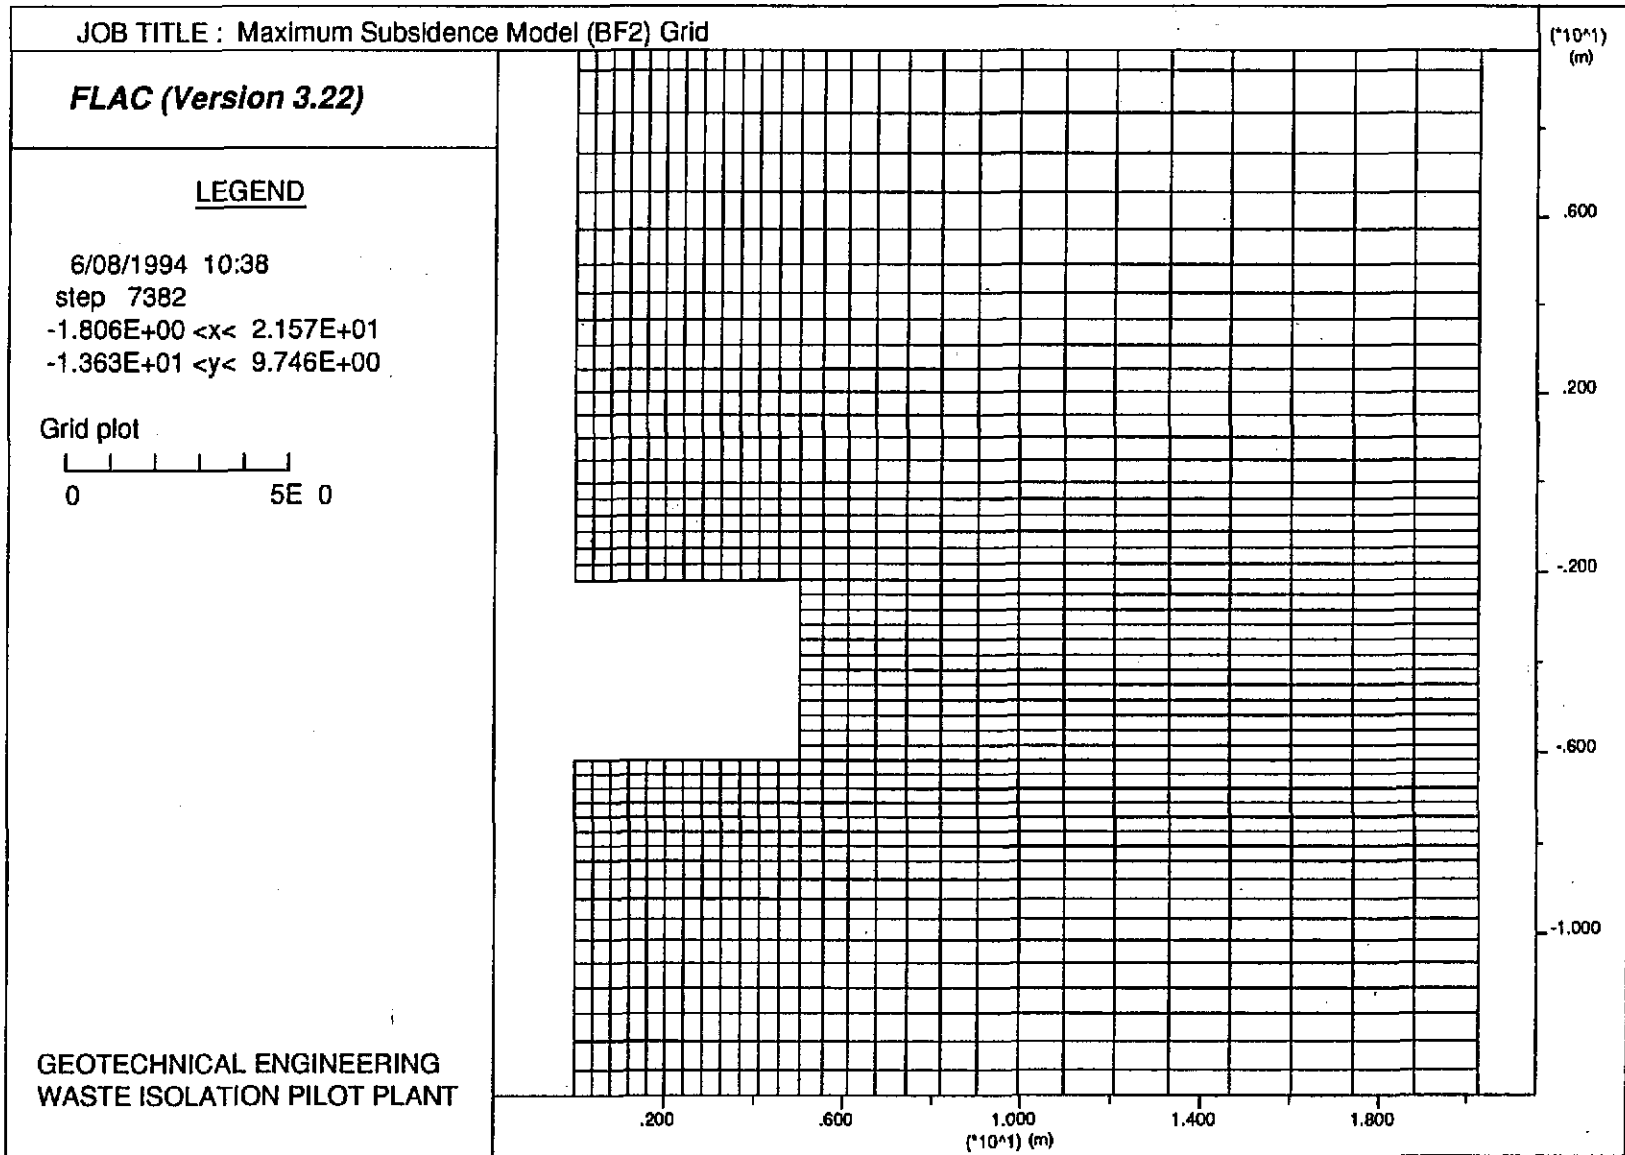 JOB TITLE : Maximum Subsidence Model (BF2) Grid
FLAC (Version 3.22)
LEGEND
6/08/1994 10:38
step 7382
-1.806E+00 <x< 2.157E+01
-1.363E+01 <y< 9.746E+00
Grid plot
0 5E 0
GEOTECHNICAL ENGINEERING
WASTE ISOLATION PILOT PLANT
(*10^1)
(m)
.600
.200
-.200
-.600
-1.000
.200 .600 1.000 1.400 1.800
(*10^1) (m)